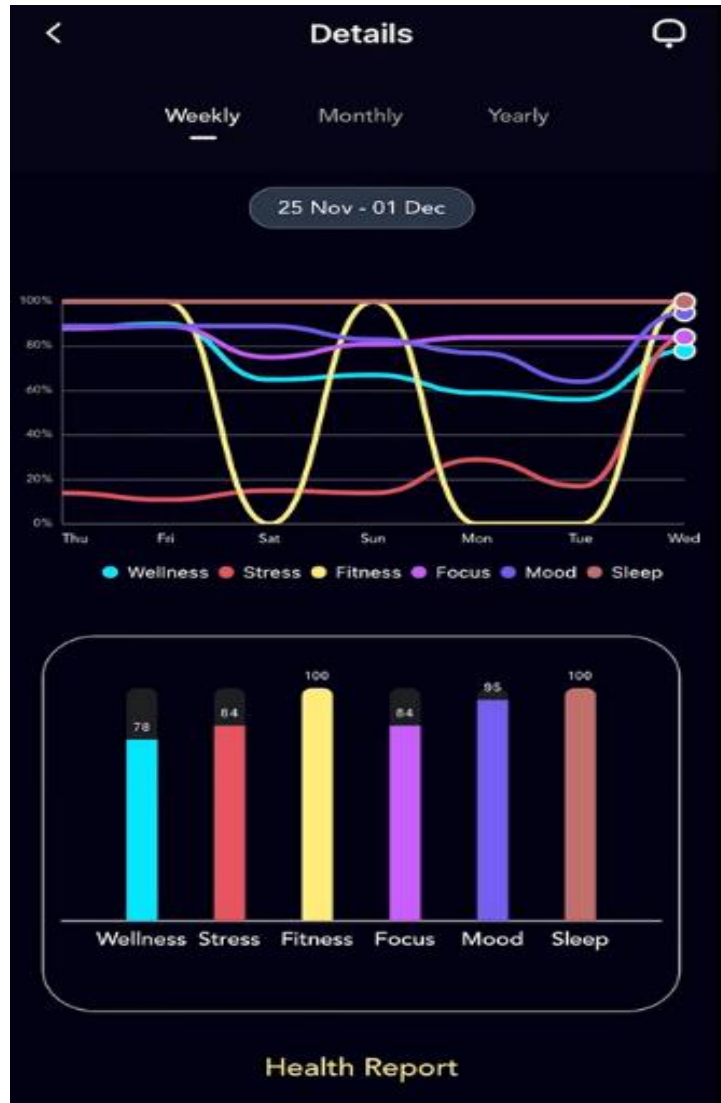 Details
Weekly Monthly Yearly
25 Nov - 01 Dec
100%
80%
60%
40%
20%
0%
Thu Fri Sat Sun Mon Tue Wed
Wellness Stress Fitness Focus Mood Sleep
78 84 100 84 95 100
Wellness Stress Fitness Focus Mood Sleep
Health Report